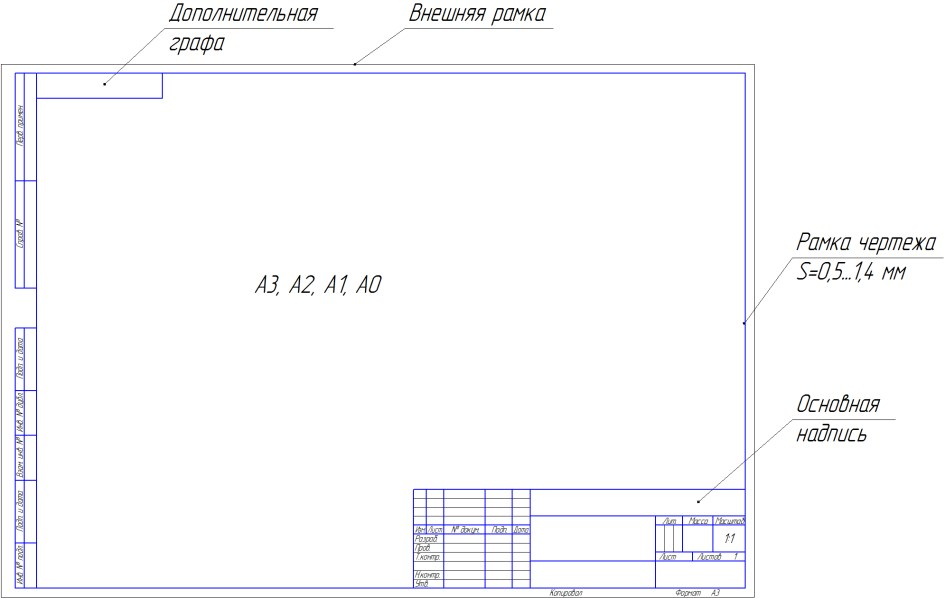 Дополнительная
графа
Внешняя рамка
Перв. примен.
Справ. №
А3, А2, А1, А0
Рамка чертежа
S=0,5...1,4 мм
Подп. и дата
Инв. № дубл.
Взам. инв. №
Подп. и дата
Инв. № подл.
Основная
надпись
Изм. Лист № докум. Подп. Дата
Разраб.
Пров.
Т.контр.
Н.контр.
Утв.
Лит. Масса Масштаб
1:1
Лист Листов 1
Копировал Формат А3